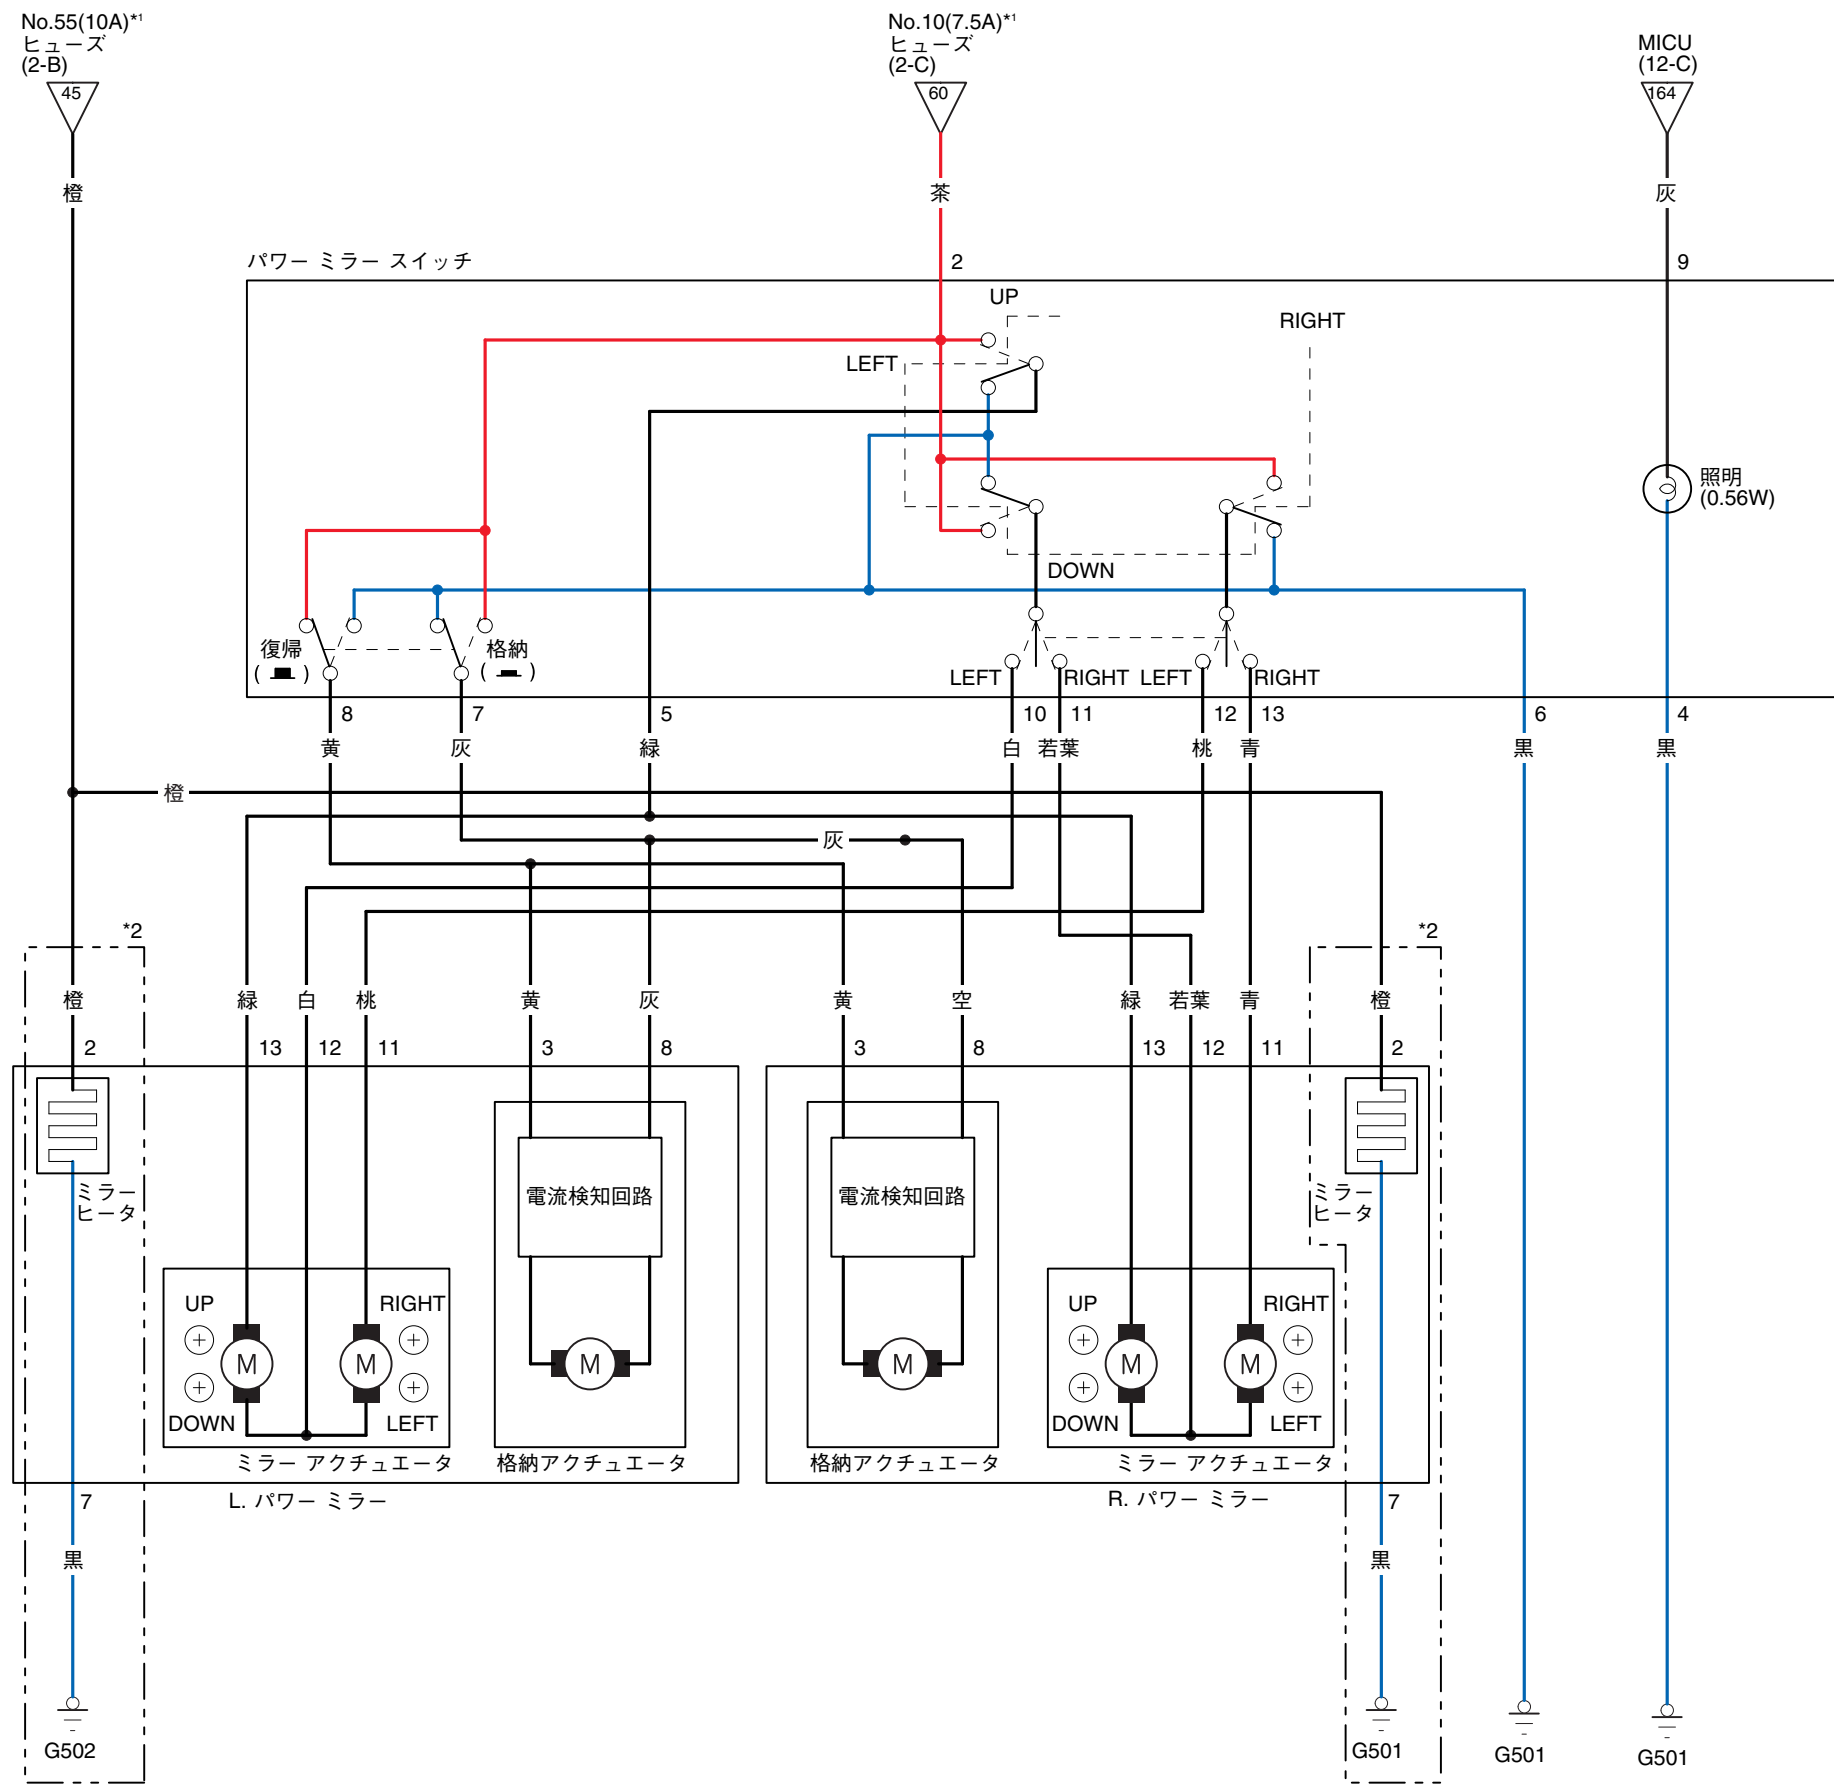 No.55(10A)*1
ヒューズ
(2-B)
45
No.10(7.5A)*1
ヒューズ
(2-C)
60
MICU
(12-C)
164
橙
茶
灰
パワー ミラー スイッチ
2
9
UP
RIGHT
LEFT
照明
(0.56W)
DOWN
復帰
( )
格納
( )
LEFT
RIGHT
LEFT
RIGHT
8
7
5
10
11
12
13
6
4
黄
灰
緑
白
若葉
桃
青
黒
黒
橙
灰
*2
*2
橙
緑
白
桃
黄
灰
黄
空
緑
若葉
青
橙
2
13
12
11
3
8
3
8
13
12
11
2
ミラー
ヒータ
電流検知回路
電流検知回路
ミラー
ヒータ
UP
RIGHT
M
M
DOWN
LEFT
M
M
UP
RIGHT
M
M
DOWN
LEFT
ミラー アクチュエータ
格納アクチュエータ
格納アクチュエータ
ミラー アクチュエータ
7
L. パワー ミラー
R. パワー ミラー
7
黒
黒
G502
G501
G501
G501